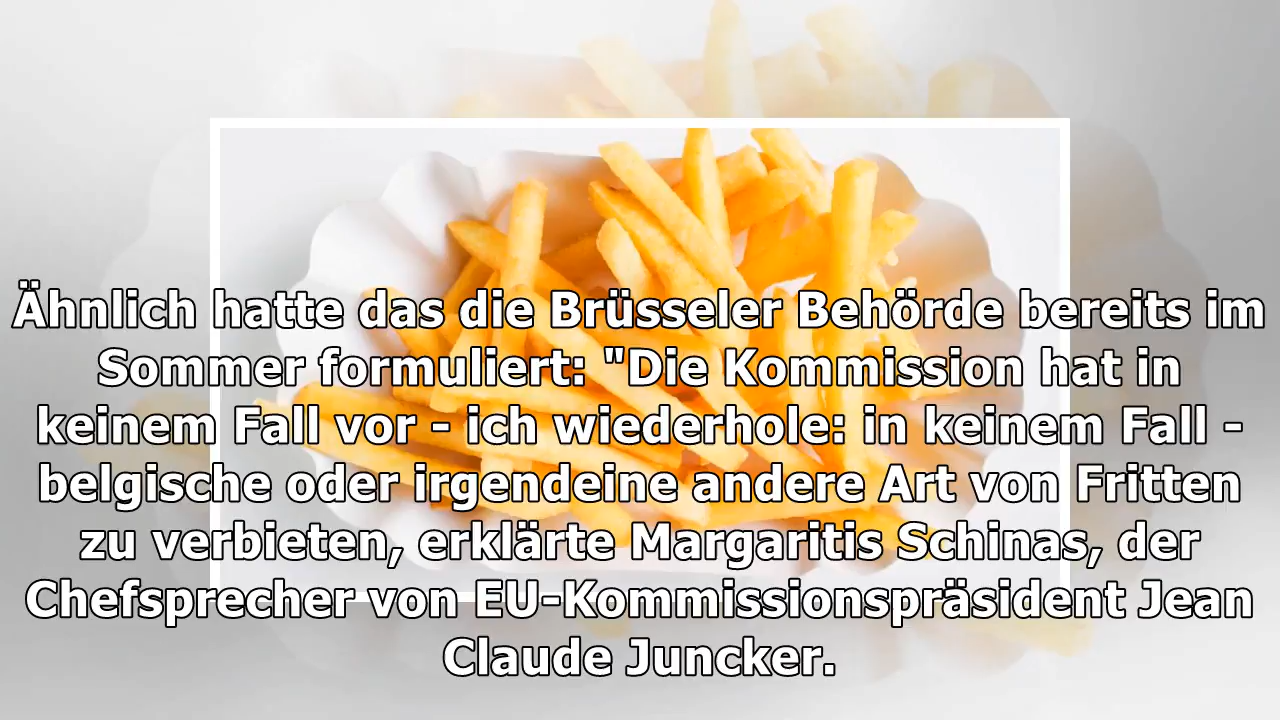 Ähnlich hatte das die Brüsseler Behörde bereits im
Sommer formuliert: "Die Kommission hat in
keinem Fall vor - ich wiederhole: in keinem Fall -
belgische oder irgendeine andere Art von Fritten
zu verbieten, erklärte Margaritis Schinas, der
Chefsprecher von EU-Kommissionspräsident Jean
Claude Juncker.